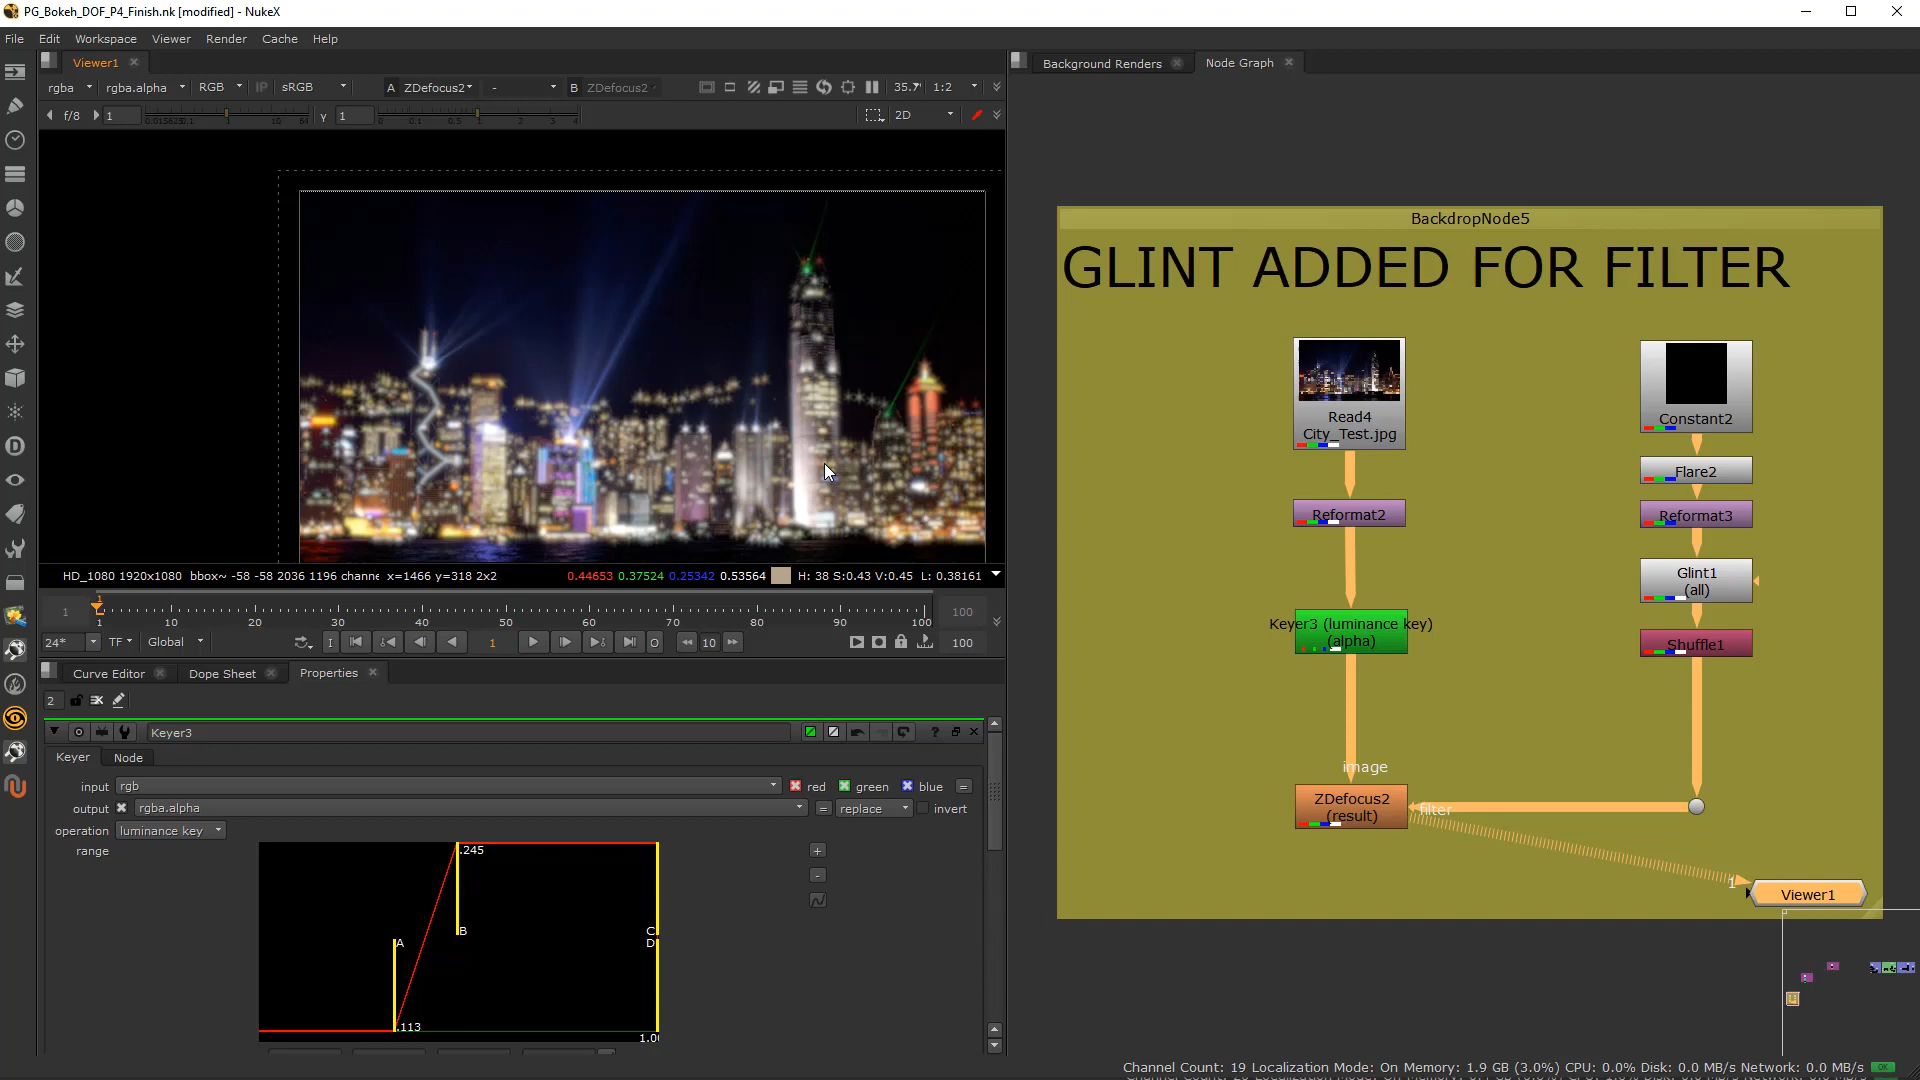 PG_Bokeh_DOF_P4_Finish.nk [modified] - NukeX
File Edit Workspace Viewer Render Cache Help
Viewer1
Background Renders Node Graph
rgba rgba.alpha RGB IP sRGB A ZDefocus2 - B ZDefocus2 35.7 1:2
f/8 1 γ 1 2D
BackdropNode5
GLINT ADDED FOR FILTER
Read4
City_Test.jpg
Constant2
Flare2
Reformat2
Reformat3
Glint1
(all)
Keyer3 (luminance key)
(alpha)
Shuffle1
image
ZDefocus2
(result)
filter
1
Viewer1
HD_1080 1920x1080 bbox~ -58 -58 2036 1196 channe x=1466 y=318 2x2 0.44653 0.37524 0.25342 0.53564 H: 38 S:0.43 V:0.45 L: 0.38161
1 1 100
1 10 20 30 40 50 60 70 80 90 100
24* TF Global I 1 O 10 100
Curve Editor Dope Sheet Properties
2
Keyer3 ?
Keyer Node
input rgb red green blue =
output rgba.alpha = replace invert
operation luminance key
range
.245 + -
A B C D
.113
Channel Count: 19 Localization Mode: On Memory: 1.9 GB (3.0%) CPU: 0.0% Disk: 0.0 MB/s Network: 0.0 MB/s OK